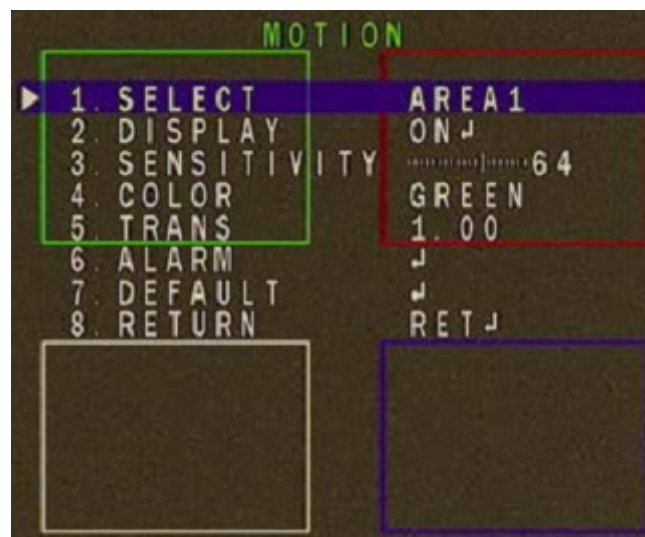 MOTION
1. SELECT AREA1
2. DISPLAY ON↲
3. SENSITIVITY 64
4. COLOR GREEN
5. TRANS 1.00
6. ALARM ↲
7. DEFAULT ↲
8. RETURN RET↲